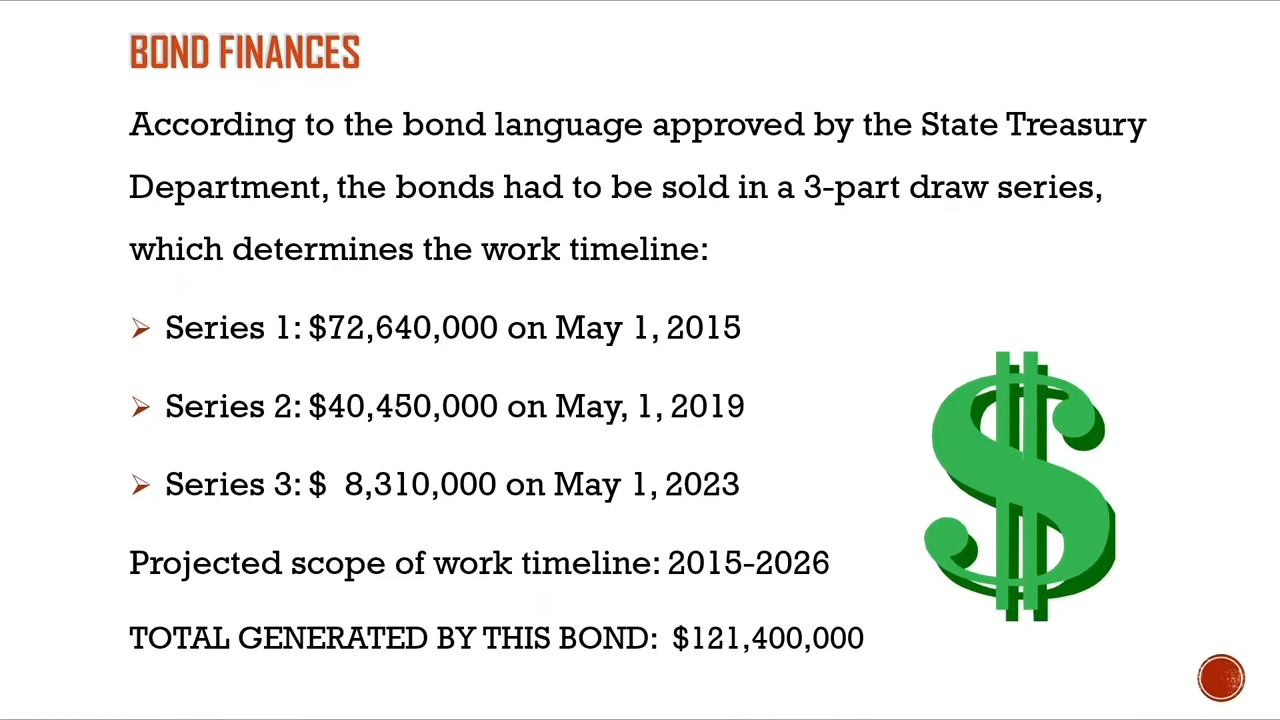 BOND FINANCES
According to the bond language approved by the State Treasury
Department, the bonds had to be sold in a 3-part draw series,
which determines the work timeline:
➢ Series 1: $72,640,000 on May 1, 2015
➢ Series 2: $40,450,000 on May, 1, 2019
➢ Series 3: $ 8,310,000 on May 1, 2023
Projected scope of work timeline: 2015-2026
TOTAL GENERATED BY THIS BOND: $121,400,000
$